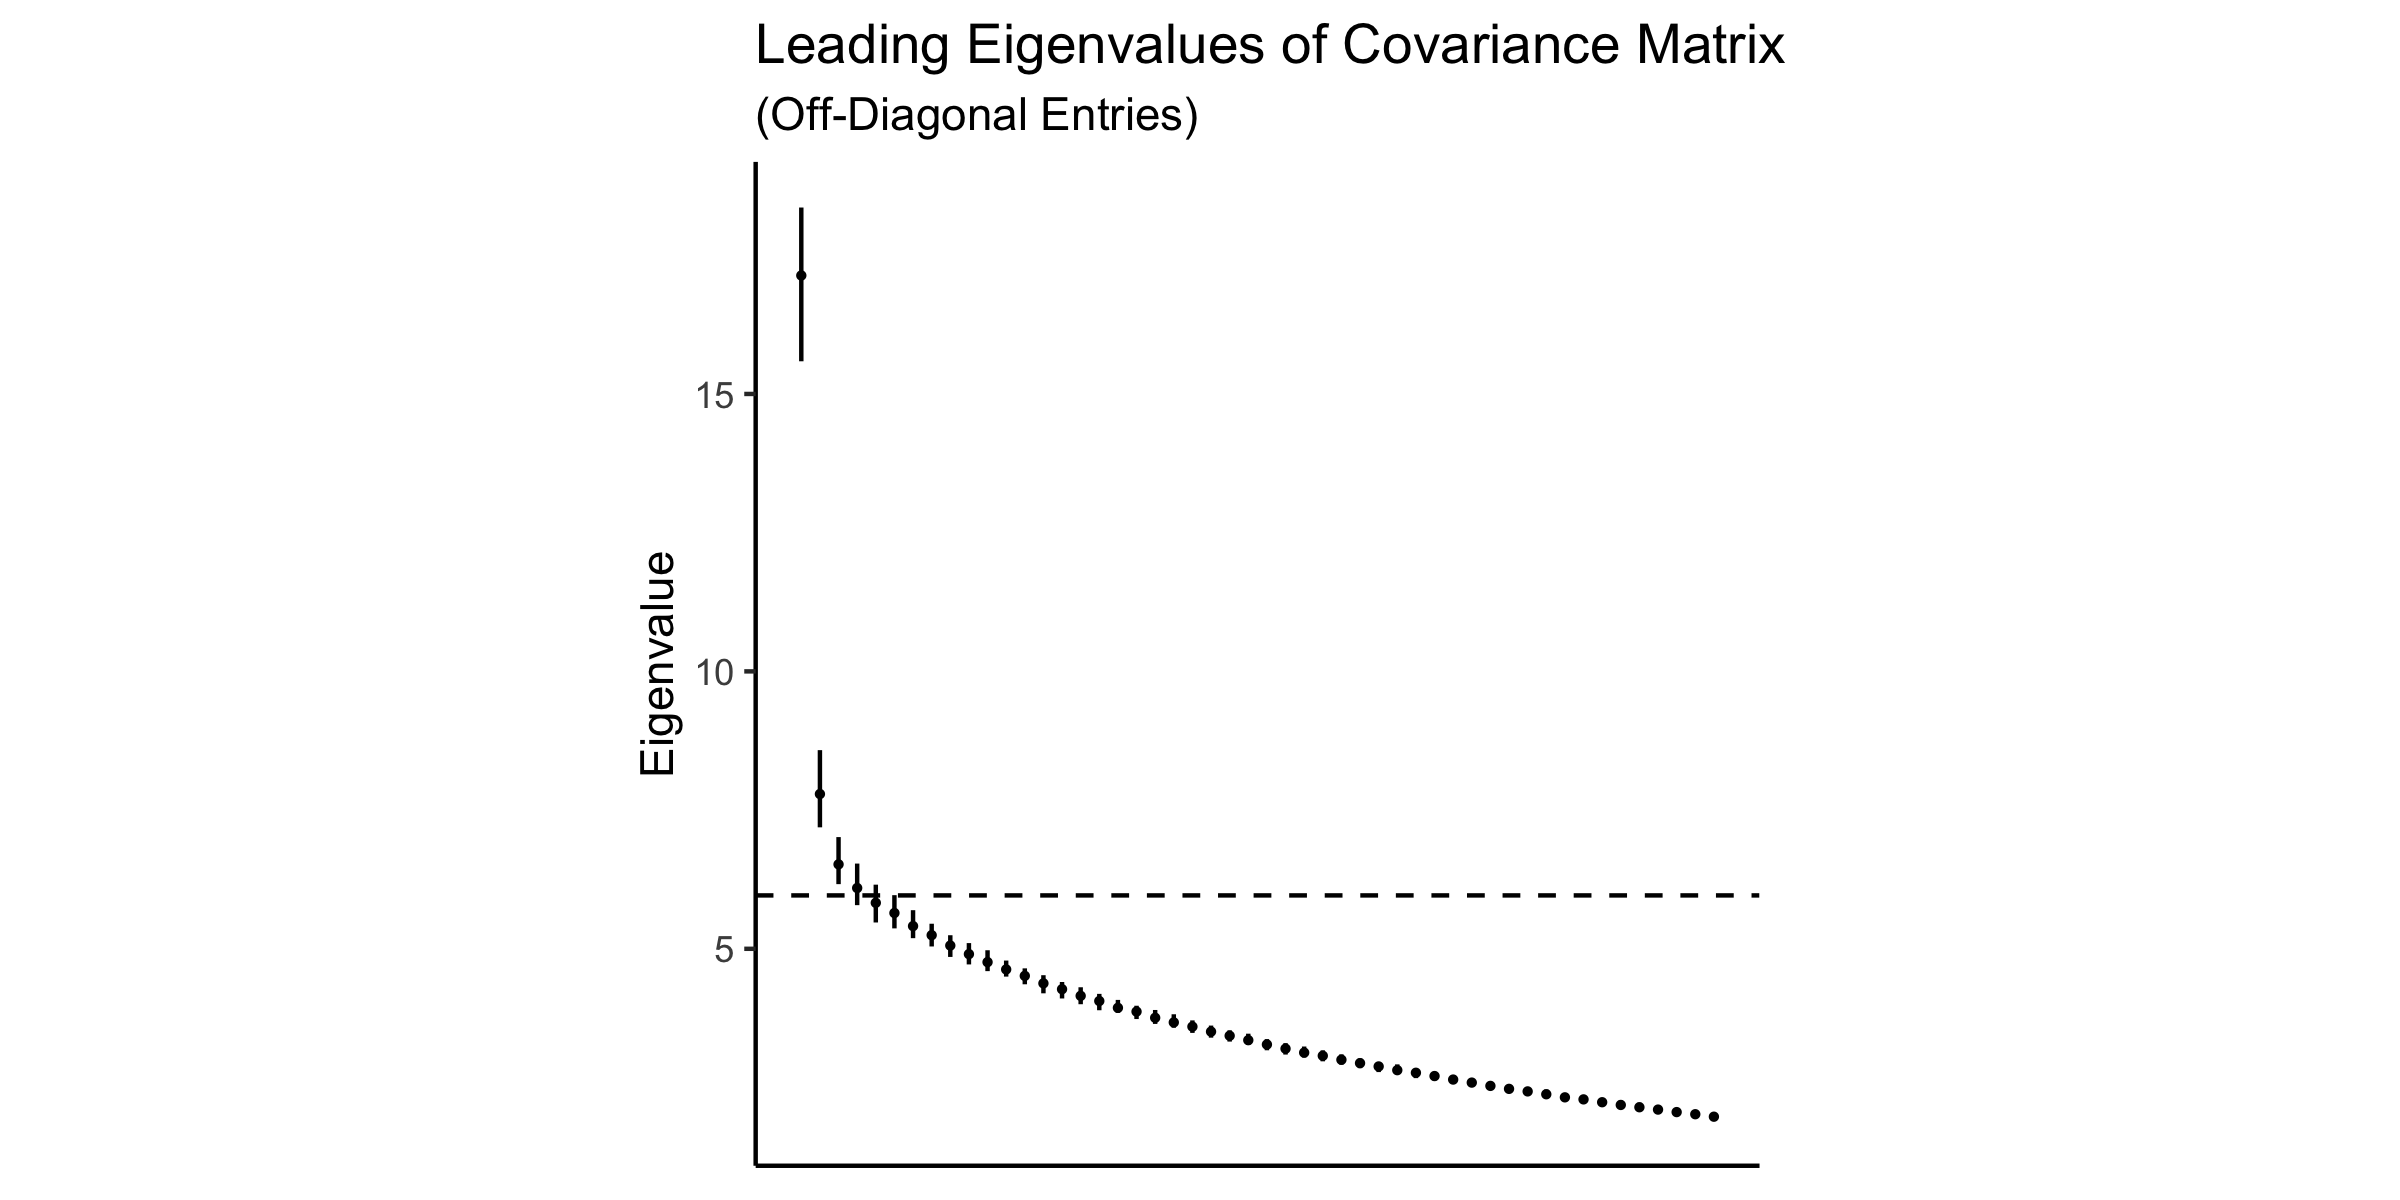 Leading Eigenvalues of Covariance Matrix
(Off-Diagonal Entries)
Eigenvalue
15
10
5